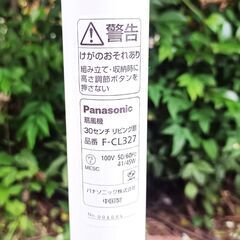 警告
けがのおそれあり
組み立て・収納時に
高さ調節ボタンを
押さない
Panasonic
扇風機
30センチ リビング扇
品番 F-CL327
100V 50/60Hz
41/45W
パナソニック株式会社
中国製
No.